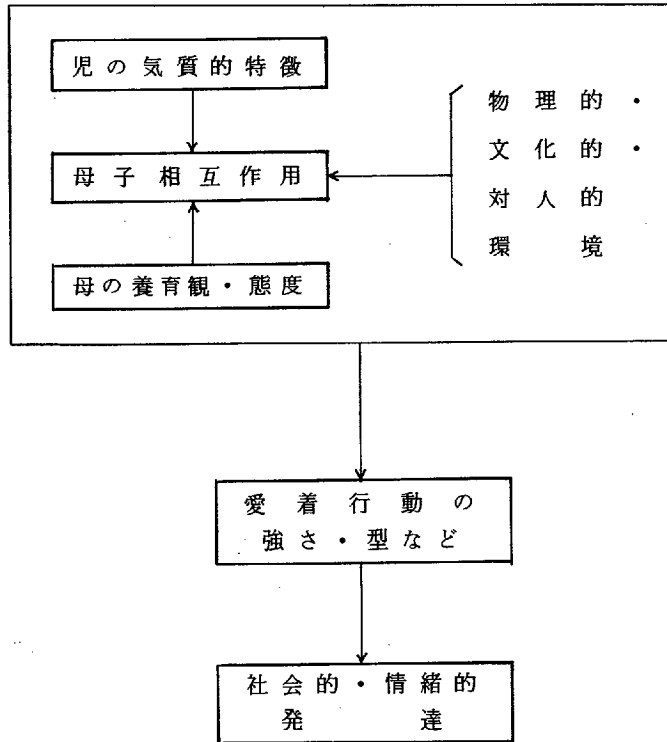 児の気質的特徴
母子相互作用
母の養育観・態度
物理的・
文化的・
対人的
環境
愛着行動の
強さ・型など
社会的・情緒的
発達